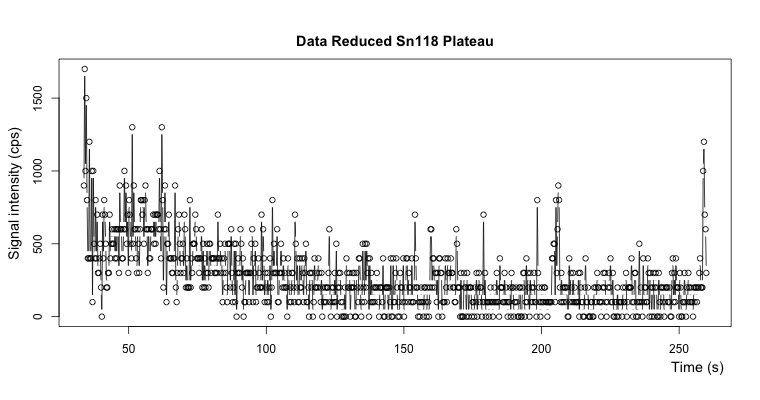 Data Reduced Sn118 Plateau
Signal intensity (cps)
1500
1000
500
0
50 100 150 200 250
Time (s)